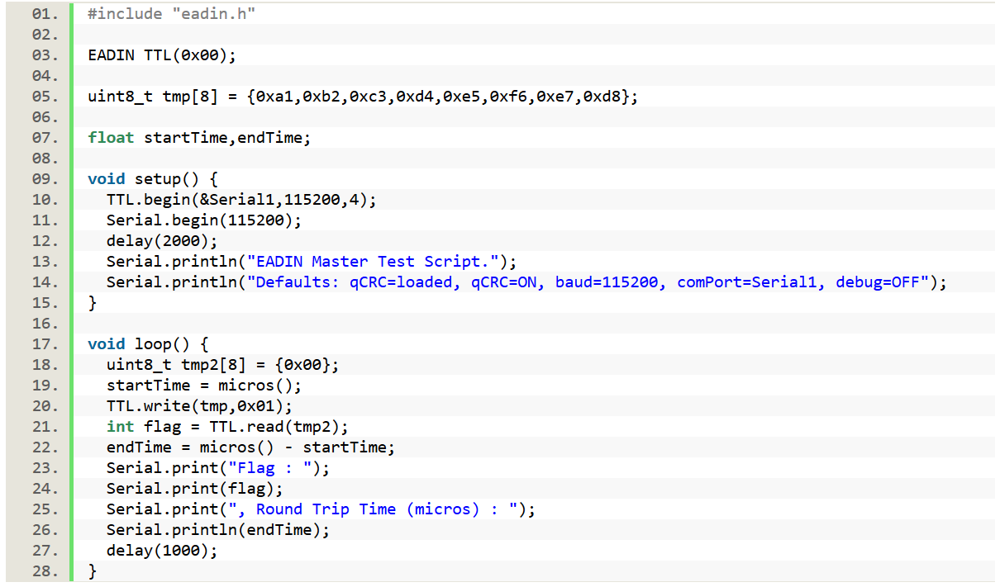 01. #include "eadin.h"
02.
03. EADIN TTL(0x00);
04.
05. uint8_t tmp[8] = {0xa1,0xb2,0xc3,0xd4,0xe5,0xf6,0xe7,0xd8};
06.
07. float startTime,endTime;
08.
09. void setup() {
10.   TTL.begin(&Serial1,115200,4);
11.   Serial.begin(115200);
12.   delay(2000);
13.   Serial.println("EADIN Master Test Script.");
14.   Serial.println("Defaults: qCRC=loaded, qCRC=ON, baud=115200, comPort=Serial1, debug=OFF");
15. }
16.
17. void loop() {
18.   uint8_t tmp2[8] = {0x00};
19.   startTime = micros();
20.   TTL.write(tmp,0x01);
21.   int flag = TTL.read(tmp2);
22.   endTime = micros() - startTime;
23.   Serial.print("Flag : ");
24.   Serial.print(flag);
25.   Serial.print(", Round Trip Time (micros) : ");
26.   Serial.println(endTime);
27.   delay(1000);
28. }